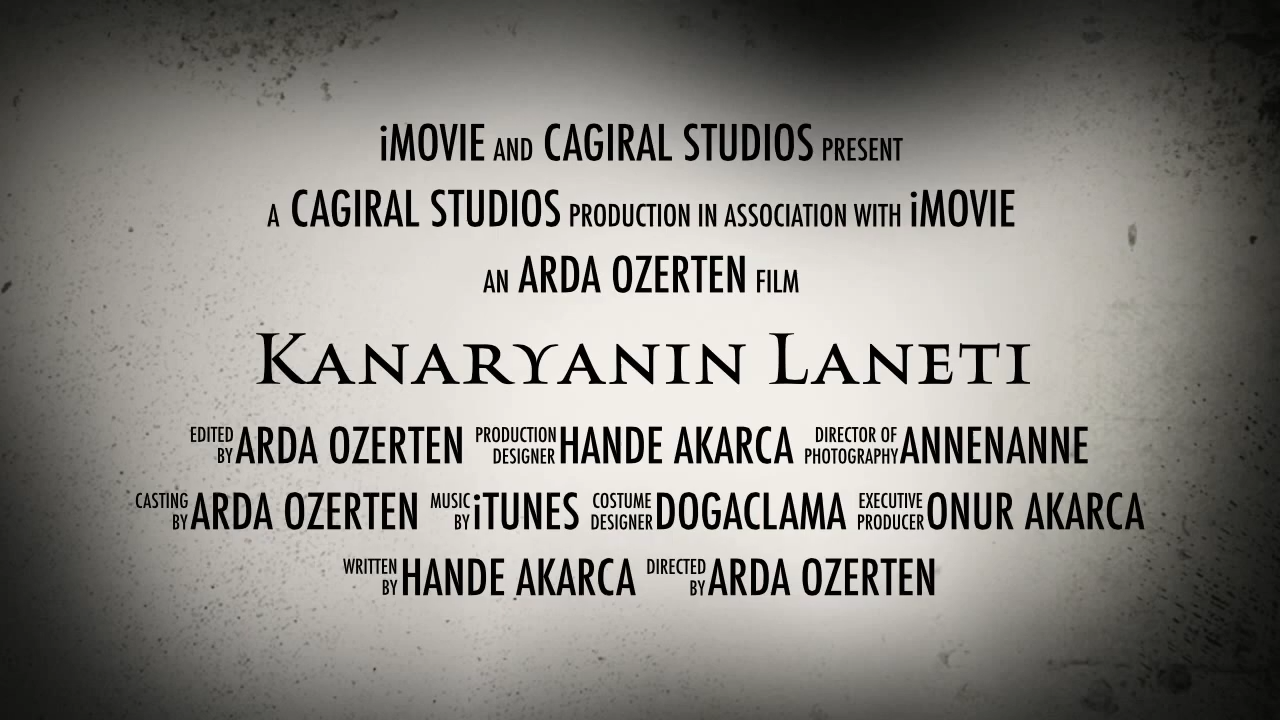 iMOVIE AND CAGIRAL STUDIOS PRESENT
A CAGIRAL STUDIOS PRODUCTION IN ASSOCIATION WITH iMOVIE
AN ARDA OZERTEN FILM
KANARYANIN LANETI
EDITED BY ARDA OZERTEN PRODUCTION DESIGNER HANDE AKARCA DIRECTOR OF PHOTOGRAPHY ANNENANNE
CASTING BY ARDA OZERTEN MUSIC BY iTUNES COSTUME DESIGNER DOGACLAMA EXECUTIVE PRODUCER ONUR AKARCA
WRITTEN BY HANDE AKARCA DIRECTED BY ARDA OZERTEN